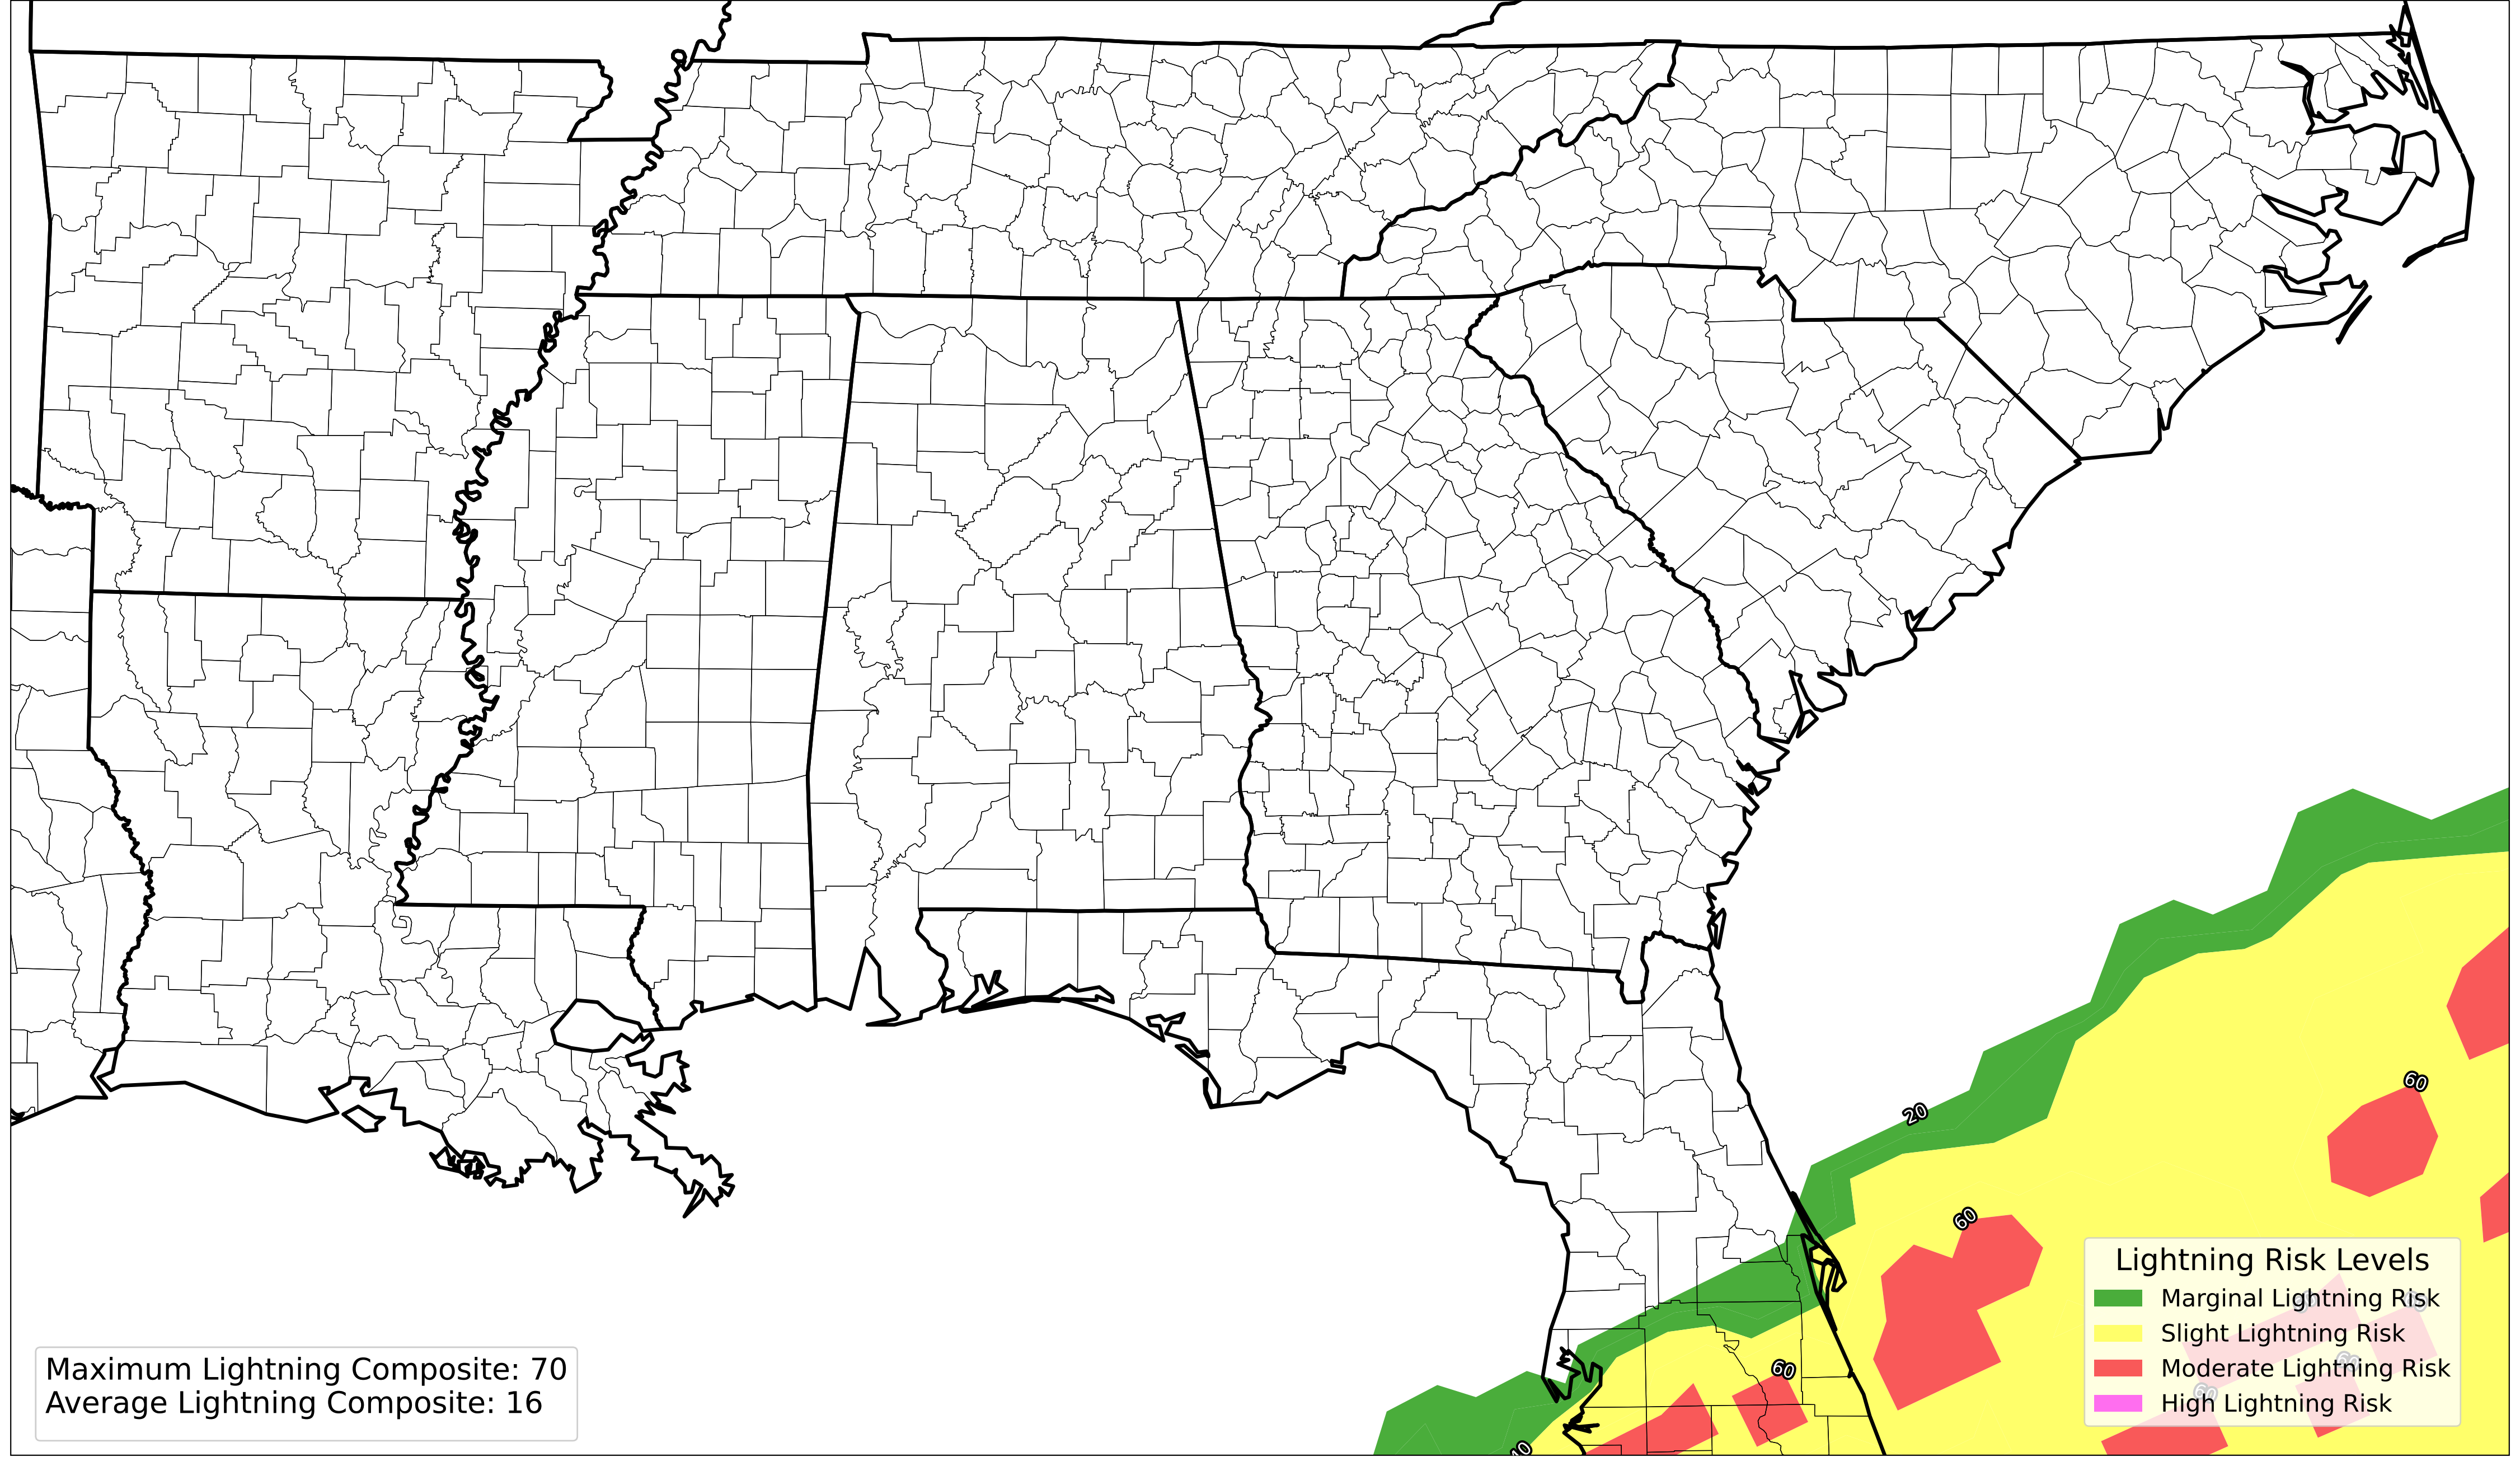 60
20
60
60
40
Maximum Lightning Composite: 70
Average Lightning Composite: 16
Lightning Risk Levels
Marginal Lightning Risk
Slight Lightning Risk
Moderate Lightning Risk
High Lightning Risk